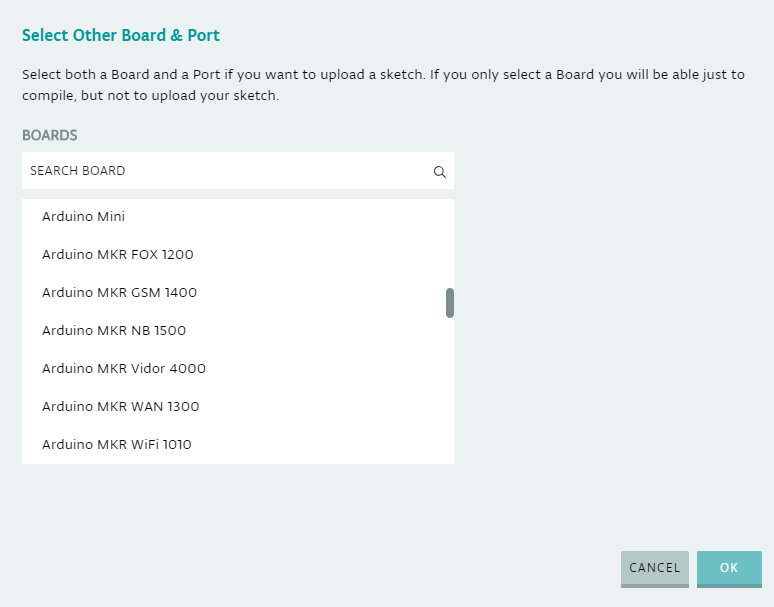 Select Other Board & Port
Select both a Board and a Port if you want to upload a sketch. If you only select a Board you will be able just to
compile, but not to upload your sketch.
BOARDS
SEARCH BOARD
Arduino Mini
Arduino MKR FOX 1200
Arduino MKR GSM 1400
Arduino MKR NB 1500
Arduino MKR Vidor 4000
Arduino MKR WAN 1300
Arduino MKR WiFi 1010
CANCEL OK